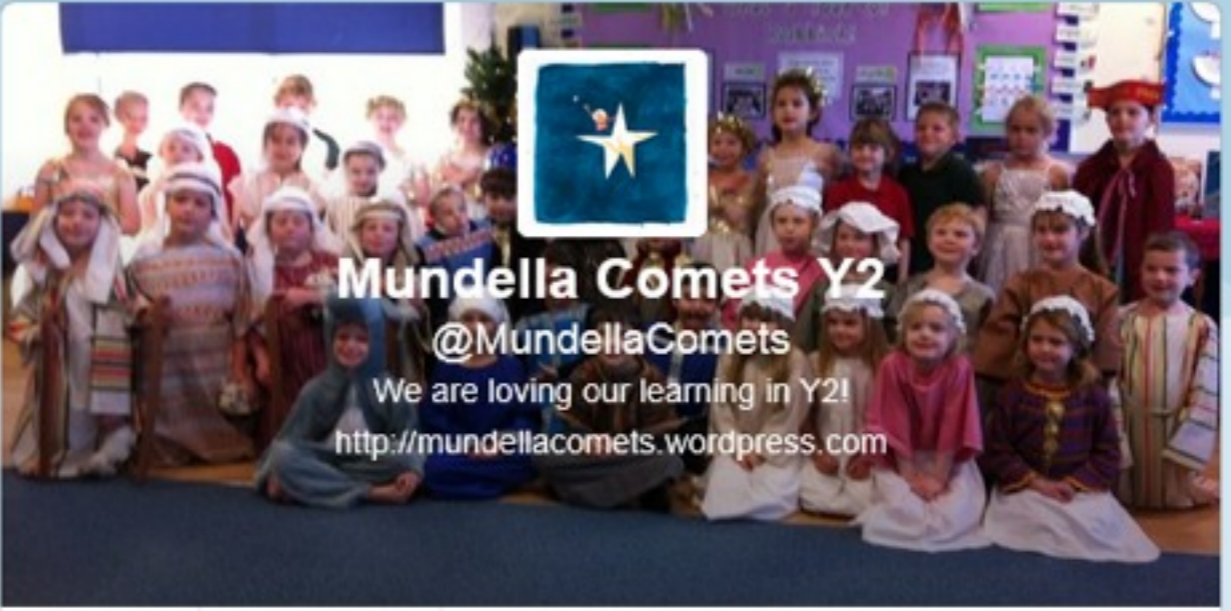 Mundella Comets Y2
@MundellaComets
We are loving our learning in Y2!
http://mundellacomets.wordpress.com